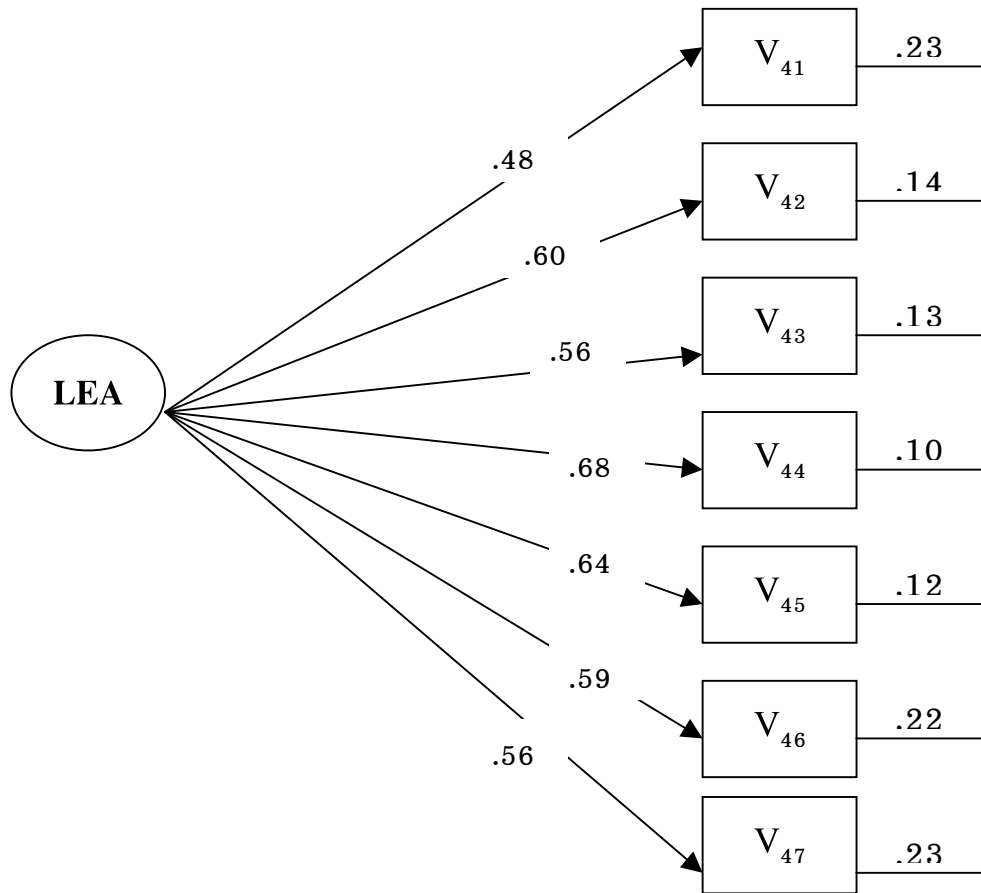 V41 .23
.48
V42 .14
.60
V43 .13
.56
LEA
V44 .10
.68
.64
V45 .12
.59
V46 .22
.56
V47 .23